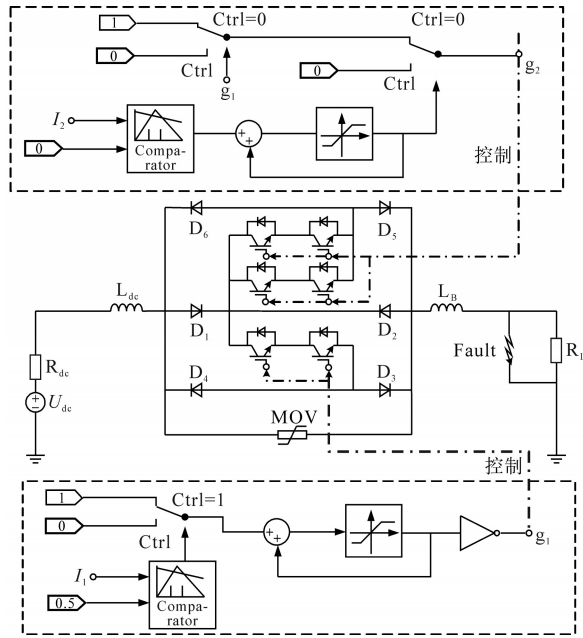 1
Ctrl=0
Ctrl=0
0
Ctrl
g1
0
Ctrl
g2
I2
0
Compa-
rator
控制
D6
D5
Ldc
D1
D2
LB
Rdc
Udc
D4
D3
Fault
RL
MOV
控制
1
Ctrl=1
0
Ctrl
g1
I1
0.5
Compa-
rator